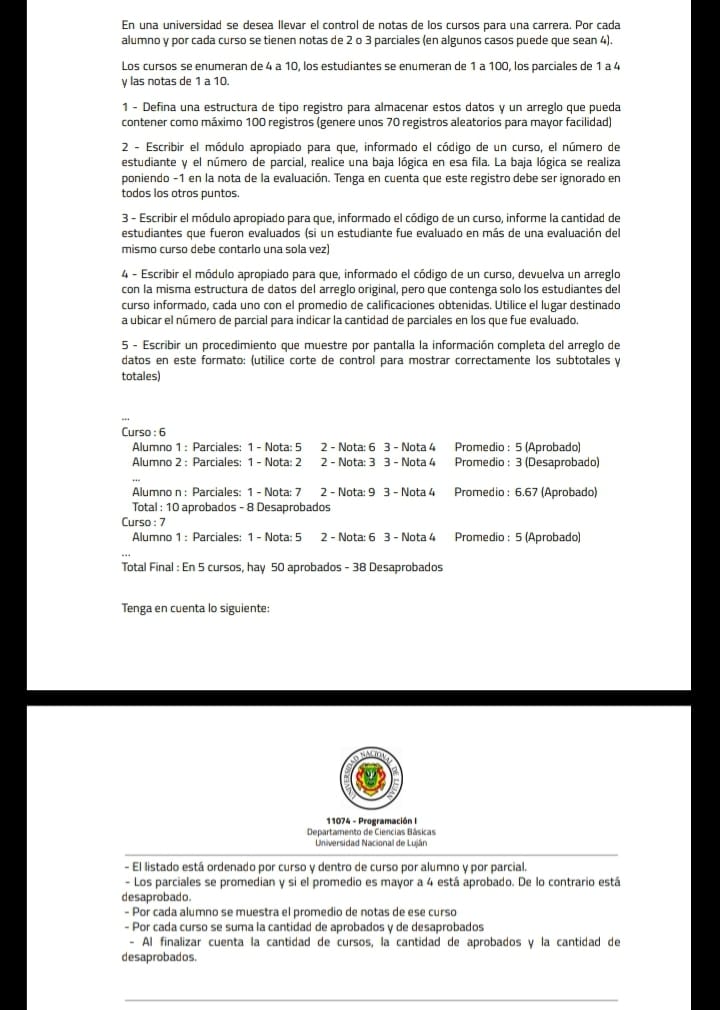 En una universidad se desea llevar el control de notas de los cursos para una carrera. Por cada
alumno y por cada curso se tienen notas de 2 o 3 parciales (en algunos casos puede que sean 4).
Los cursos se enumeran de 4 a 10, los estudiantes se enumeran de 1 a 100, los parciales de 1 a 4
y las notas de 1 a 10.
1 - Defina una estructura de tipo registro para almacenar estos datos y un arreglo que pueda
contener como máximo 100 registros (genere unos 70 registros aleatorios para mayor facilidad)
2 - Escribir el módulo apropiado para que, informado el código de un curso, el número de
estudiante y el número de parcial, realice una baja lógica en esa fila. La baja lógica se realiza
poniendo -1 en la nota de la evaluación. Tenga en cuenta que este registro debe ser ignorado en
todos los otros puntos.
3 - Escribir el módulo apropiado para que, informado el código de un curso, informe la cantidad de
estudiantes que fueron evaluados (si un estudiante fue evaluado en más de una evaluación del
mismo curso debe contarlo una sola vez)
4 - Escribir el módulo apropiado para que, informado el código de un curso, devuelva un arreglo
con la misma estructura de datos del arreglo original, pero que contenga solo los estudiantes del
curso informado, cada uno con el promedio de calificaciones obtenidas. Utilice el lugar destinado
a ubicar el número de parcial para indicar la cantidad de parciales en los que fue evaluado.
5 - Escribir un procedimiento que muestre por pantalla la información completa del arreglo de
datos en este formato: (utilice corte de control para mostrar correctamente los subtotales y
totales)
...
Curso : 6
Alumno 1 : Parciales: 1 - Nota: 5 2 - Nota: 6 3 - Nota 4 Promedio : 5 (Aprobado)
Alumno 2 : Parciales: 1 - Nota: 2 2 - Nota: 3 3 - Nota 4 Promedio : 3 (Desaprobado)
...
Alumno n : Parciales: 1 - Nota: 7 2 - Nota: 9 3 - Nota 4 Promedio : 6.67 (Aprobado)
Total : 10 aprobados - 8 Desaprobados
Curso : 7
Alumno 1 : Parciales: 1 - Nota: 5 2 - Nota: 6 3 - Nota 4 Promedio : 5 (Aprobado)
...
Total Final : En 5 cursos, hay 50 aprobados - 38 Desaprobados
Tenga en cuenta lo siguiente:
UNIVERSIDAD NACIONAL DE LUJAN
11074 - Programación I
Departamento de Ciencias Básicas
Universidad Nacional de Luján
- El listado está ordenado por curso y dentro de curso por alumno y por parcial.
- Los parciales se promedian y si el promedio es mayor a 4 está aprobado. De lo contrario está
desaprobado.
- Por cada alumno se muestra el promedio de notas de ese curso
- Por cada curso se suma la cantidad de aprobados y de desaprobados
- Al finalizar cuenta la cantidad de cursos, la cantidad de aprobados y la cantidad de
desaprobados.